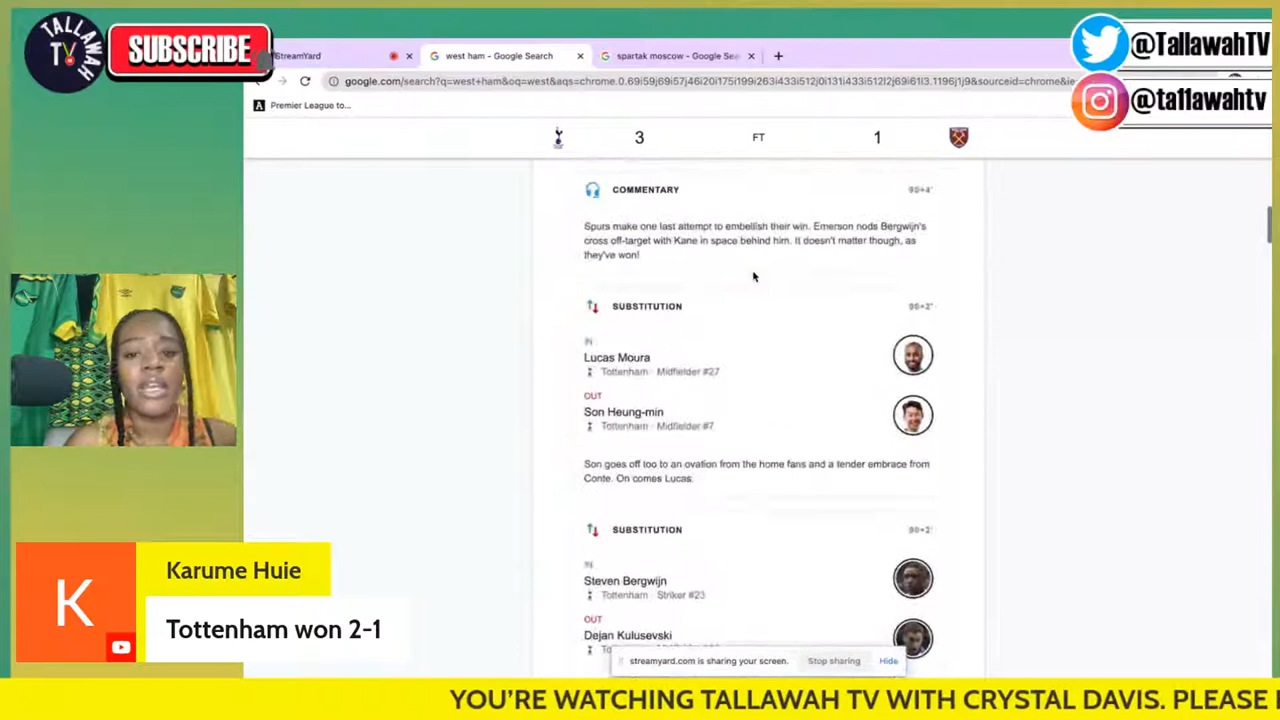 TALLAWAH
TV
SUBSCRIBE
StreamYard
west ham - Google Search
spartak moscow - Google Sea
@TallawahTV
google.com/search?q=west+ham&oq=west&aqs=chrome.0.69i59j69i57j46i20i175i199i263i433i512j0i131i433i512l2j69i61l3.1196j1j9&sourceid=chrome&ie
Premier League to...
@ta11awahtv
3
FT
1
COMMENTARY
90+4'
Spurs make one last attempt to embellish their win. Emerson nods Bergwijn's
cross off-target with Kane in space behind him. It doesn't matter though, as
they've won!
SUBSTITUTION
90+2'
IN
Lucas Moura
Tottenham · Midfielder #27
OUT
Son Heung-min
Tottenham · Midfielder #7
Son goes off too to an ovation from the home fans and a tender embrace from
Conte. On comes Lucas.
SUBSTITUTION
90+2'
IN
Steven Bergwijn
Tottenham · Striker #23
OUT
Dejan Kulusevski
streamyard.com is sharing your screen.
Stop sharing
Hide
K
Karume Huie
Tottenham won 2-1
YOU'RE WATCHING TALLAWAH TV WITH CRYSTAL DAVIS. PLEASE